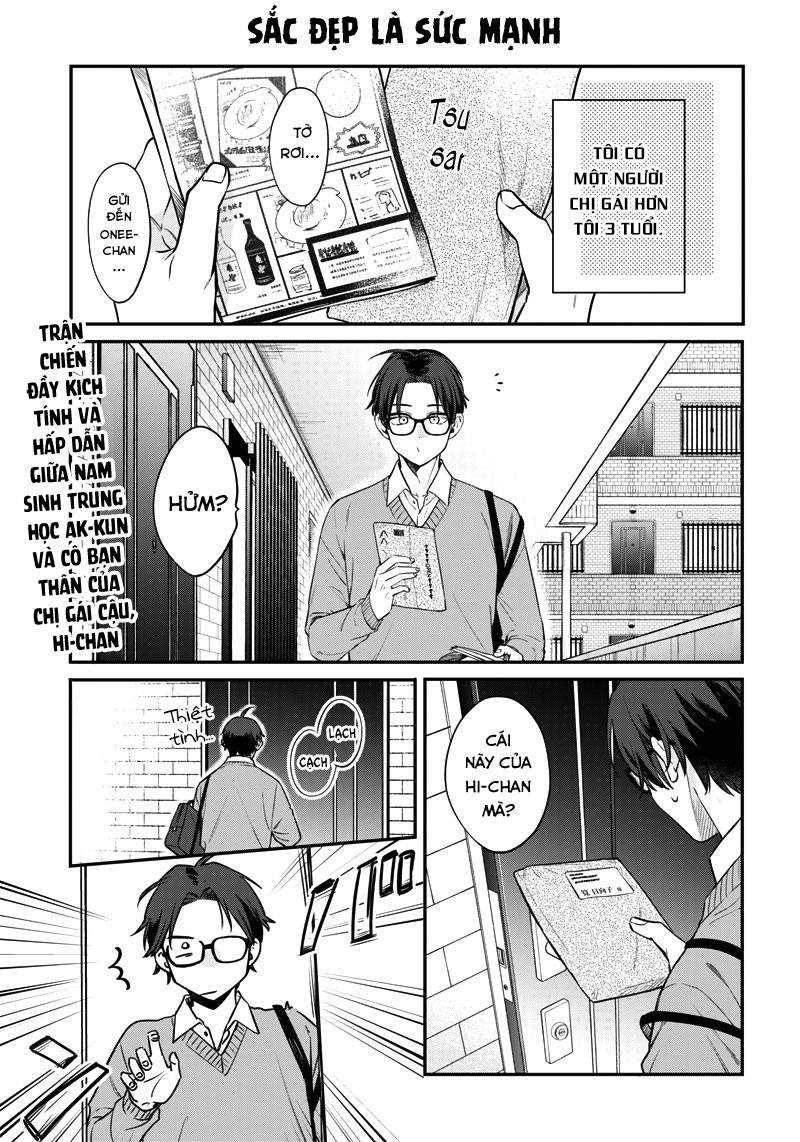 SẮC ĐẸP LÀ SỨC MẠNH
TÔI CÓ
MỘT NGƯỜI
CHỊ GÁI HƠN
TÔI 3 TUỔI.
Tsu
sar
TỜ
RƠI...
GỬI
ĐẾN
ONEE-
CHAN
...
TRẬN
CHIẾN
ĐẦY KỊCH
TÍNH VÀ
HẤP DẪN
GIỮA NAM
SINH TRUNG
HỌC AK-KUN
VÀ CÔ BẠN
THÂN CỦA
CHỊ GÁI CẬU,
HI-CHAN
HỬM?
CÁI
NÀY CỦA
HI-CHAN
MÀ?
Thiệt
tình...
LẠCH
CẠCH